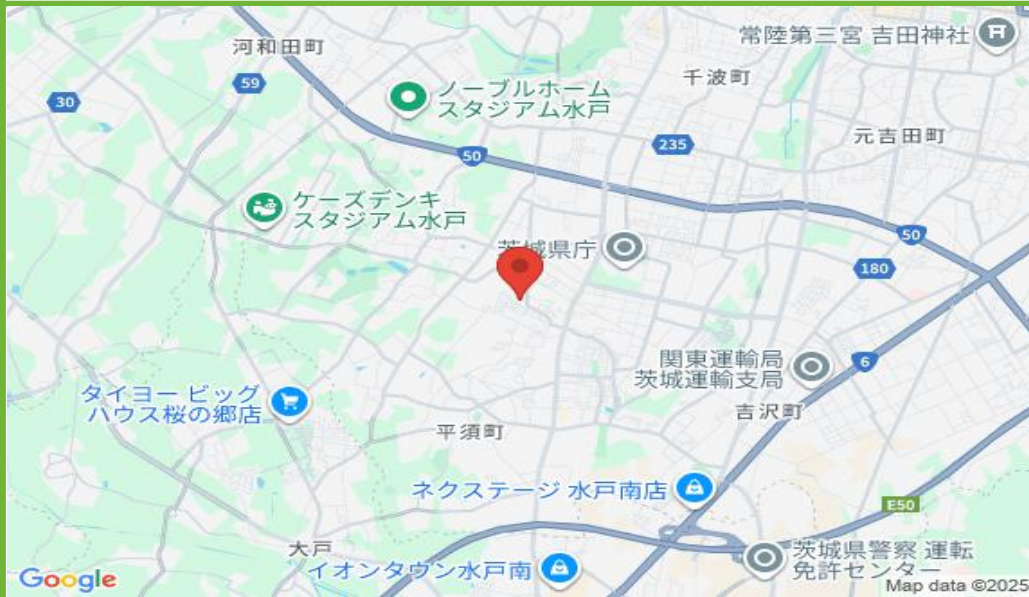 常陸第三宮 吉田神社
河和田町
千波町
59
30
ノーブルホーム
スタジアム水戸
元吉田町
235
50
ケーズデンキ
スタジアム水戸
50
茨城県庁
180
関東運輸局
茨城運輸支局
6
タイヨー ビッグ
ハウス桜の郷店
吉沢町
平須町
ネクステージ 水戸南店
E50
大戸
茨城県警察 運転
免許センター
イオンタウン水戸南
Google
Map data ©2025